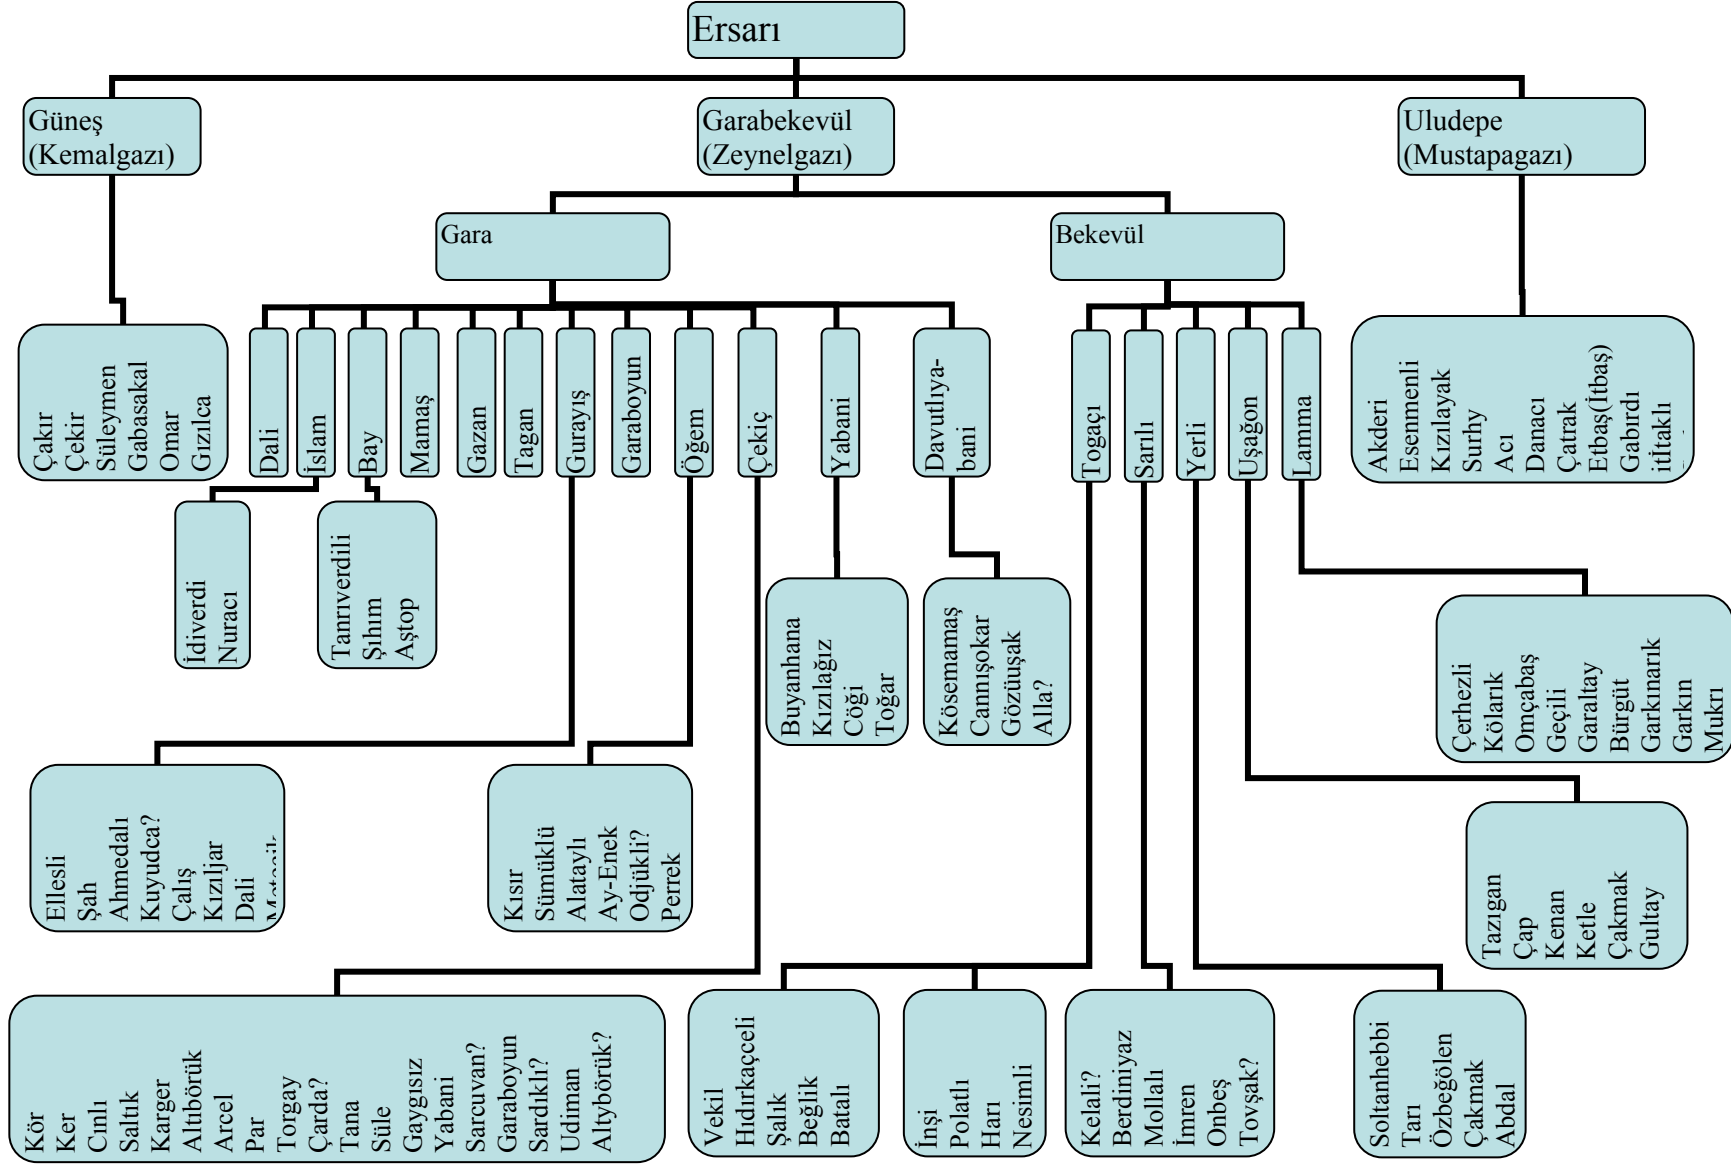 Ersarı
Güneş
(Kemalgazı)
Garabekevül
(Zeynelgazı)
Uludepe
(Mustapagazı)
Gara
Bekevül
Çakır
Çekir
Süleymen
Gabasakal
Omar
Gızılca
Dali
İslam
Bay
Mamaş
Gazan
Tagan
Gurayış
Garaboyun
Öğem
Çekiç
Yabani
Davutlıya-
bani
Togaçı
Sarılı
Yerli
Uşağon
Lamma
Akderi
Esenmenli
Kızılayak
Surhy
Acı
Danacı
Çatrak
Etbaş(İtbaş)
Gabırdı
İdiverdi
Nuracı
Tanrıverdili
Şıhım
Aştop
Buyanhana
Kızılağız
Cöği
Toğar
Kösemamaş
Cannışokar
Gözüuşak
Alla?
Çerhezli
Kölarık
Omçabaş
Geçili
Garaltay
Bürgüt
Garkınarık
Garkın
Mukrı
Ellesli
Şah
Ahmedalı
Kuyudca?
Çalış
Kızıljar
Dali
Kısır
Sümüklü
Alataylı
Ay-Enek
Odjükli?
Perrek
Tazıgan
Çap
Kenan
Ketle
Çakmak
Gultay
Kör
Ker
Cınlı
Saltık
Karger
Altıbörük
Arcel
Par
Torgay
Çarda?
Tana
Süle
Gaygısız
Yabani
Sarcuvan?
Garaboyun
Sardıklı?
Udiman
Altybörük?
Vekil
Hıdırkaçceli
Şalık
Beğlik
Batalı
İnşi
Polatlı
Harı
Nesimli
Kelali?
Berdiniyaz
Mollalı
İmren
Onbeş
Tovşak?
Soltanhebbi
Tarı
Özbeğölen
Çakmak
Abdal